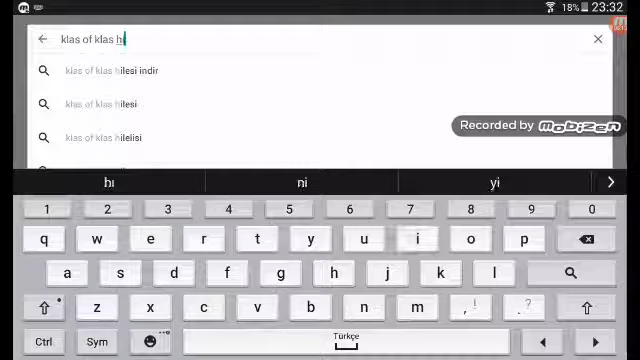 18% 23:32
klas of klas hi
klas of klas hilesi indir
klas of klas hilesi
klas of klas hilelisi
Recorded by mobizen
hı ni yi
1 2 3 4 5 6 7 8 9 0
q w e r t y u i o p
a s d f g h j k l
z x c v b n m , ! . ?
Ctrl Sym Türkçe